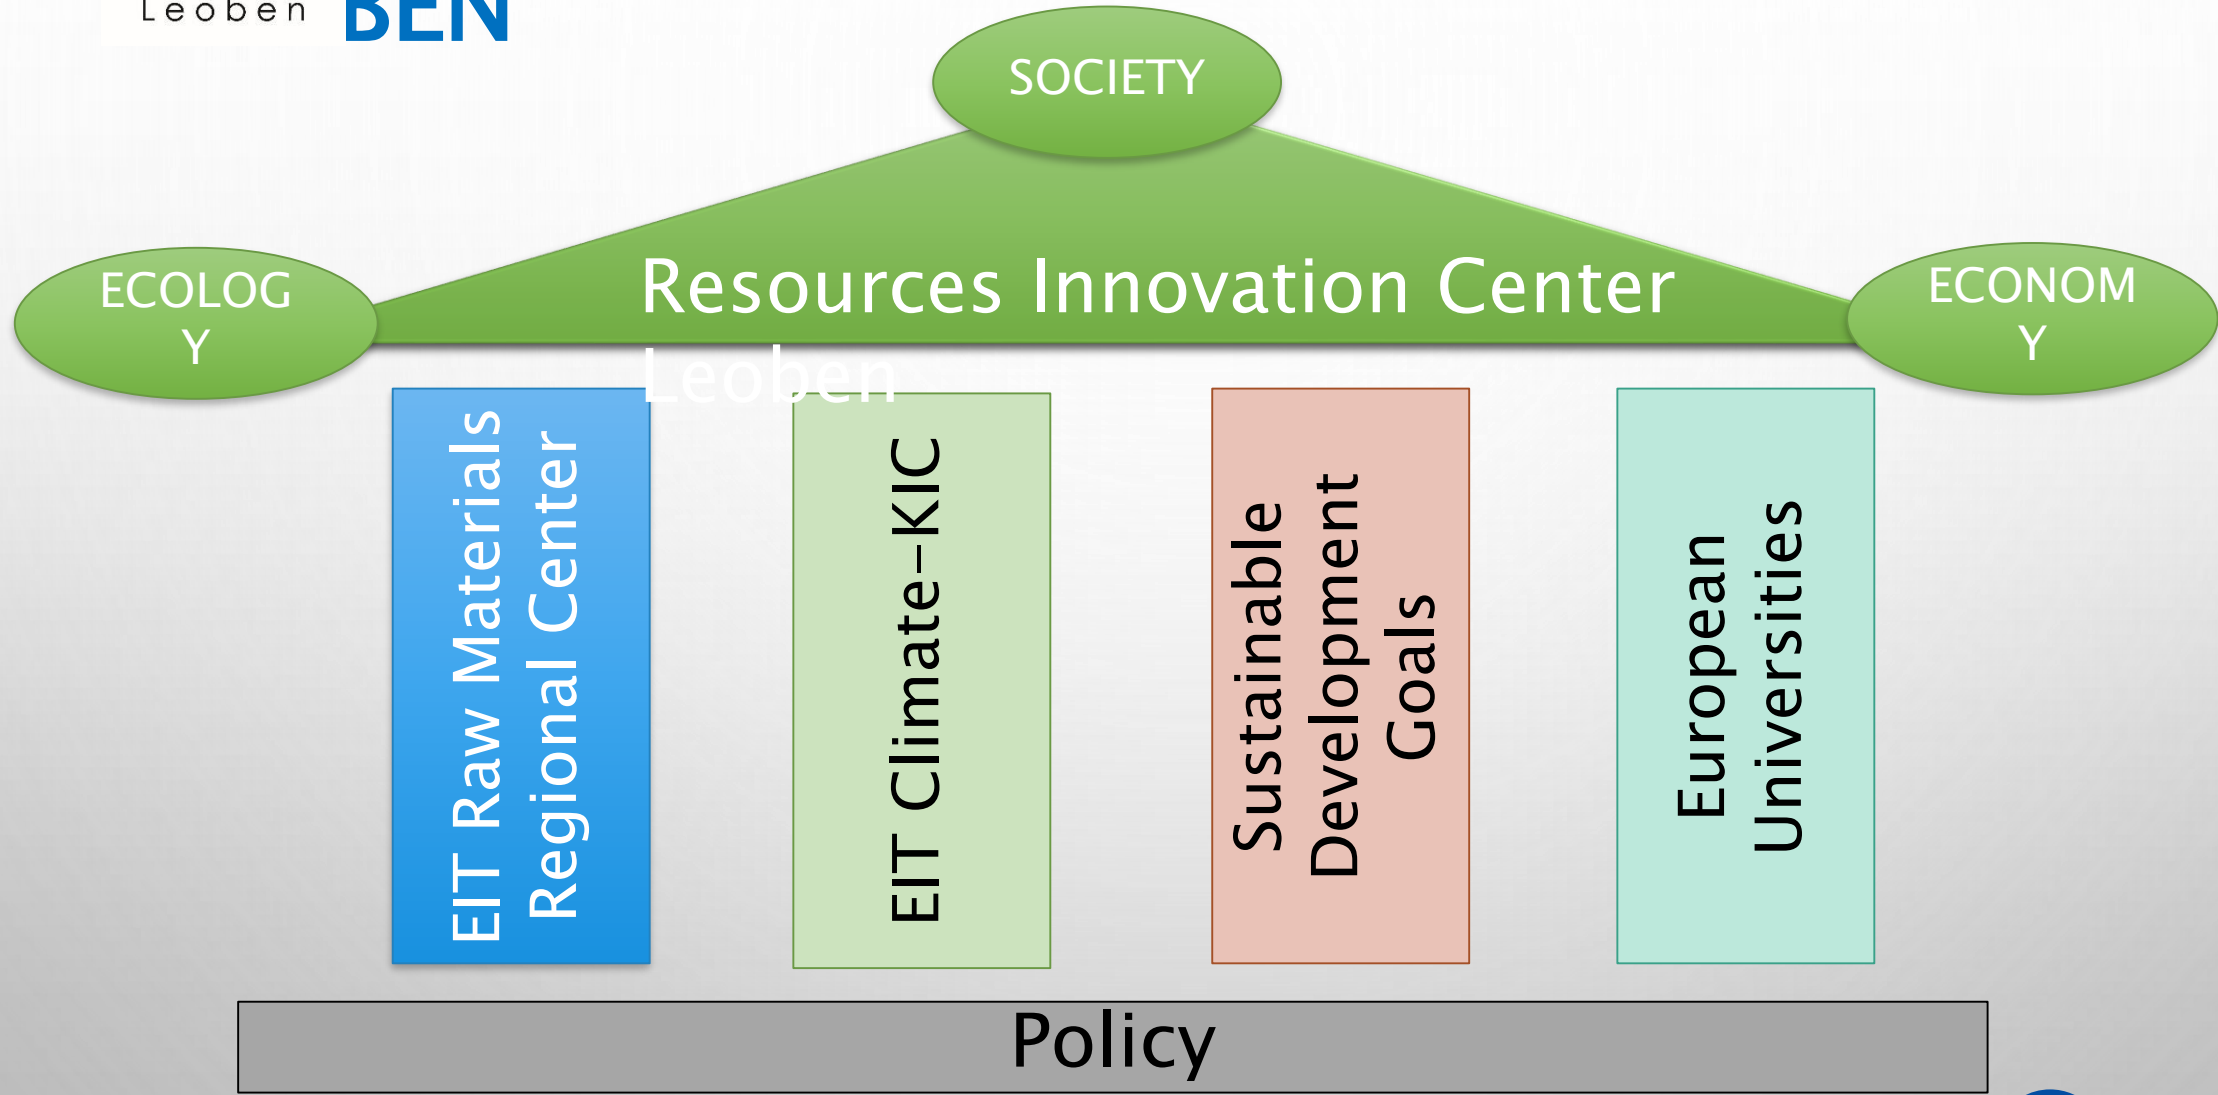 Leoben
BEN
SOCIETY
ECOLOG
Y
Resources Innovation Center
Leoben
ECONOM
Y
EIT Raw Materials
Regional Center
EIT Climate-KIC
Sustainable
Development
Goals
European
Universities
Policy